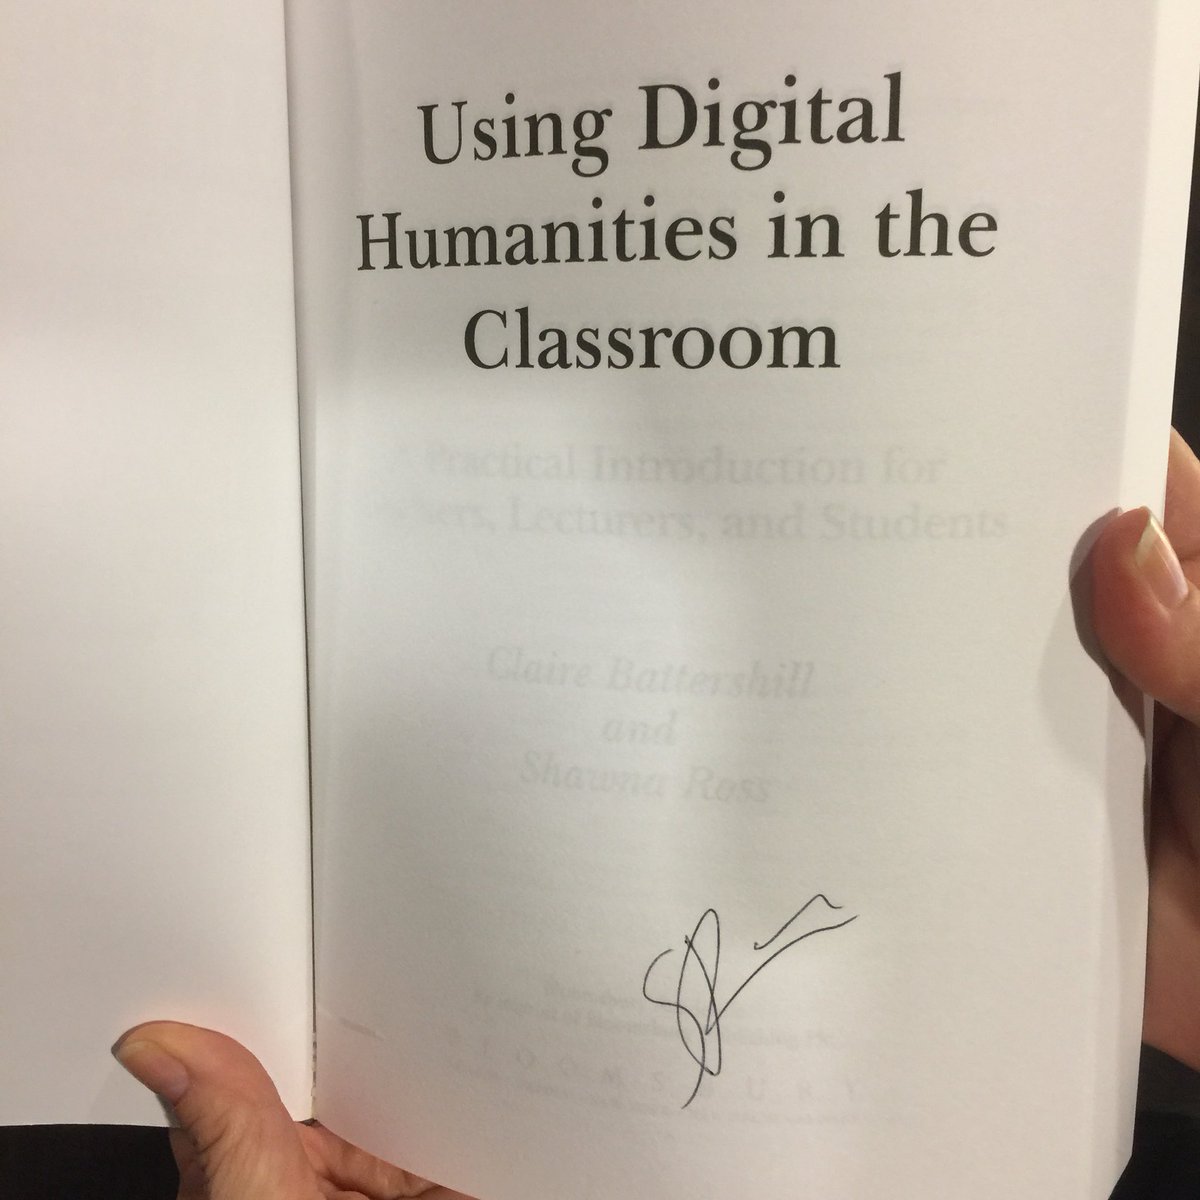 Using Digital
Humanities in the
Classroom
A Practical Introduction for
Lecturers, and Students
Claire Battershill
and
Shawna Ross